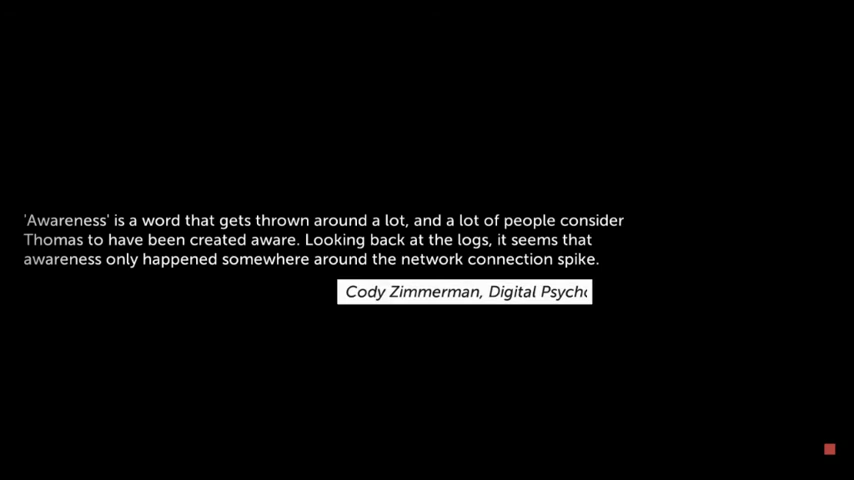 'Awareness' is a word that gets thrown around a lot, and a lot of people consider
Thomas to have been created aware. Looking back at the logs, it seems that
awareness only happened somewhere around the network connection spike.
Cody Zimmerman, Digital